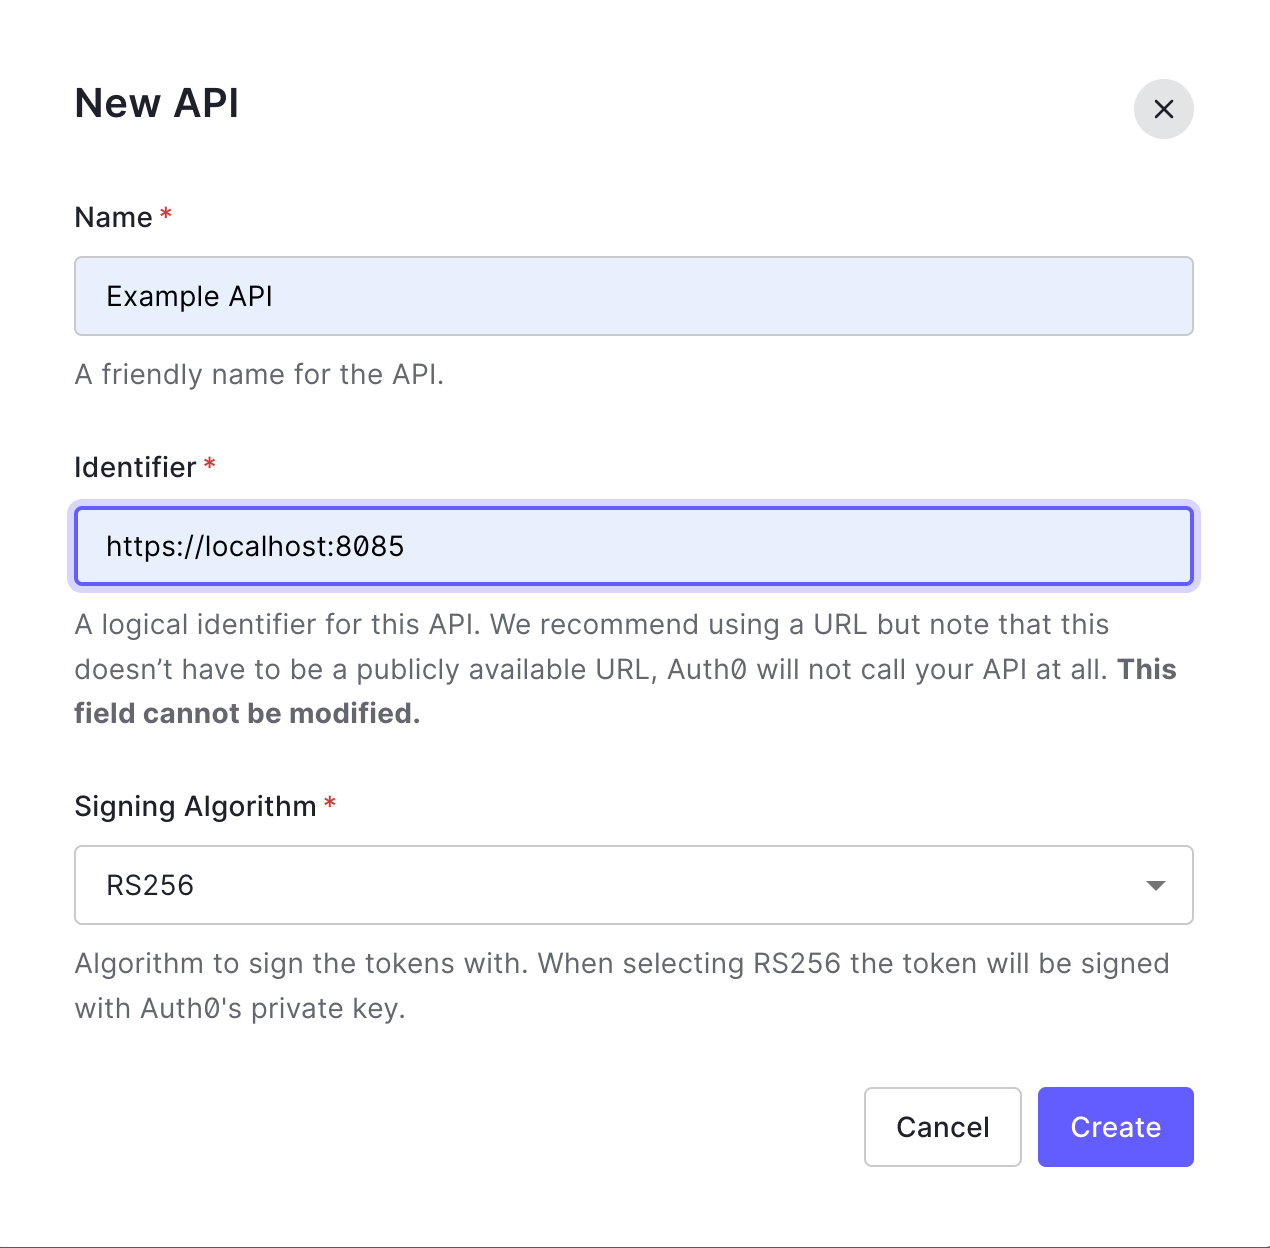 New API
Name *
Example API
A friendly name for the API.
Identifier *
https://localhost:8085
A logical identifier for this API. We recommend using a URL but note that this
doesn’t have to be a publicly available URL, Auth0 will not call your API at all. This
field cannot be modified.
Signing Algorithm *
RS256
Algorithm to sign the tokens with. When selecting RS256 the token will be signed
with Auth0's private key.
Cancel
Create